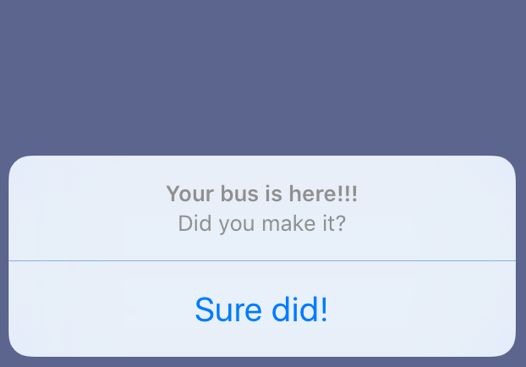 Your bus is here!!!
Did you make it?
Sure did!